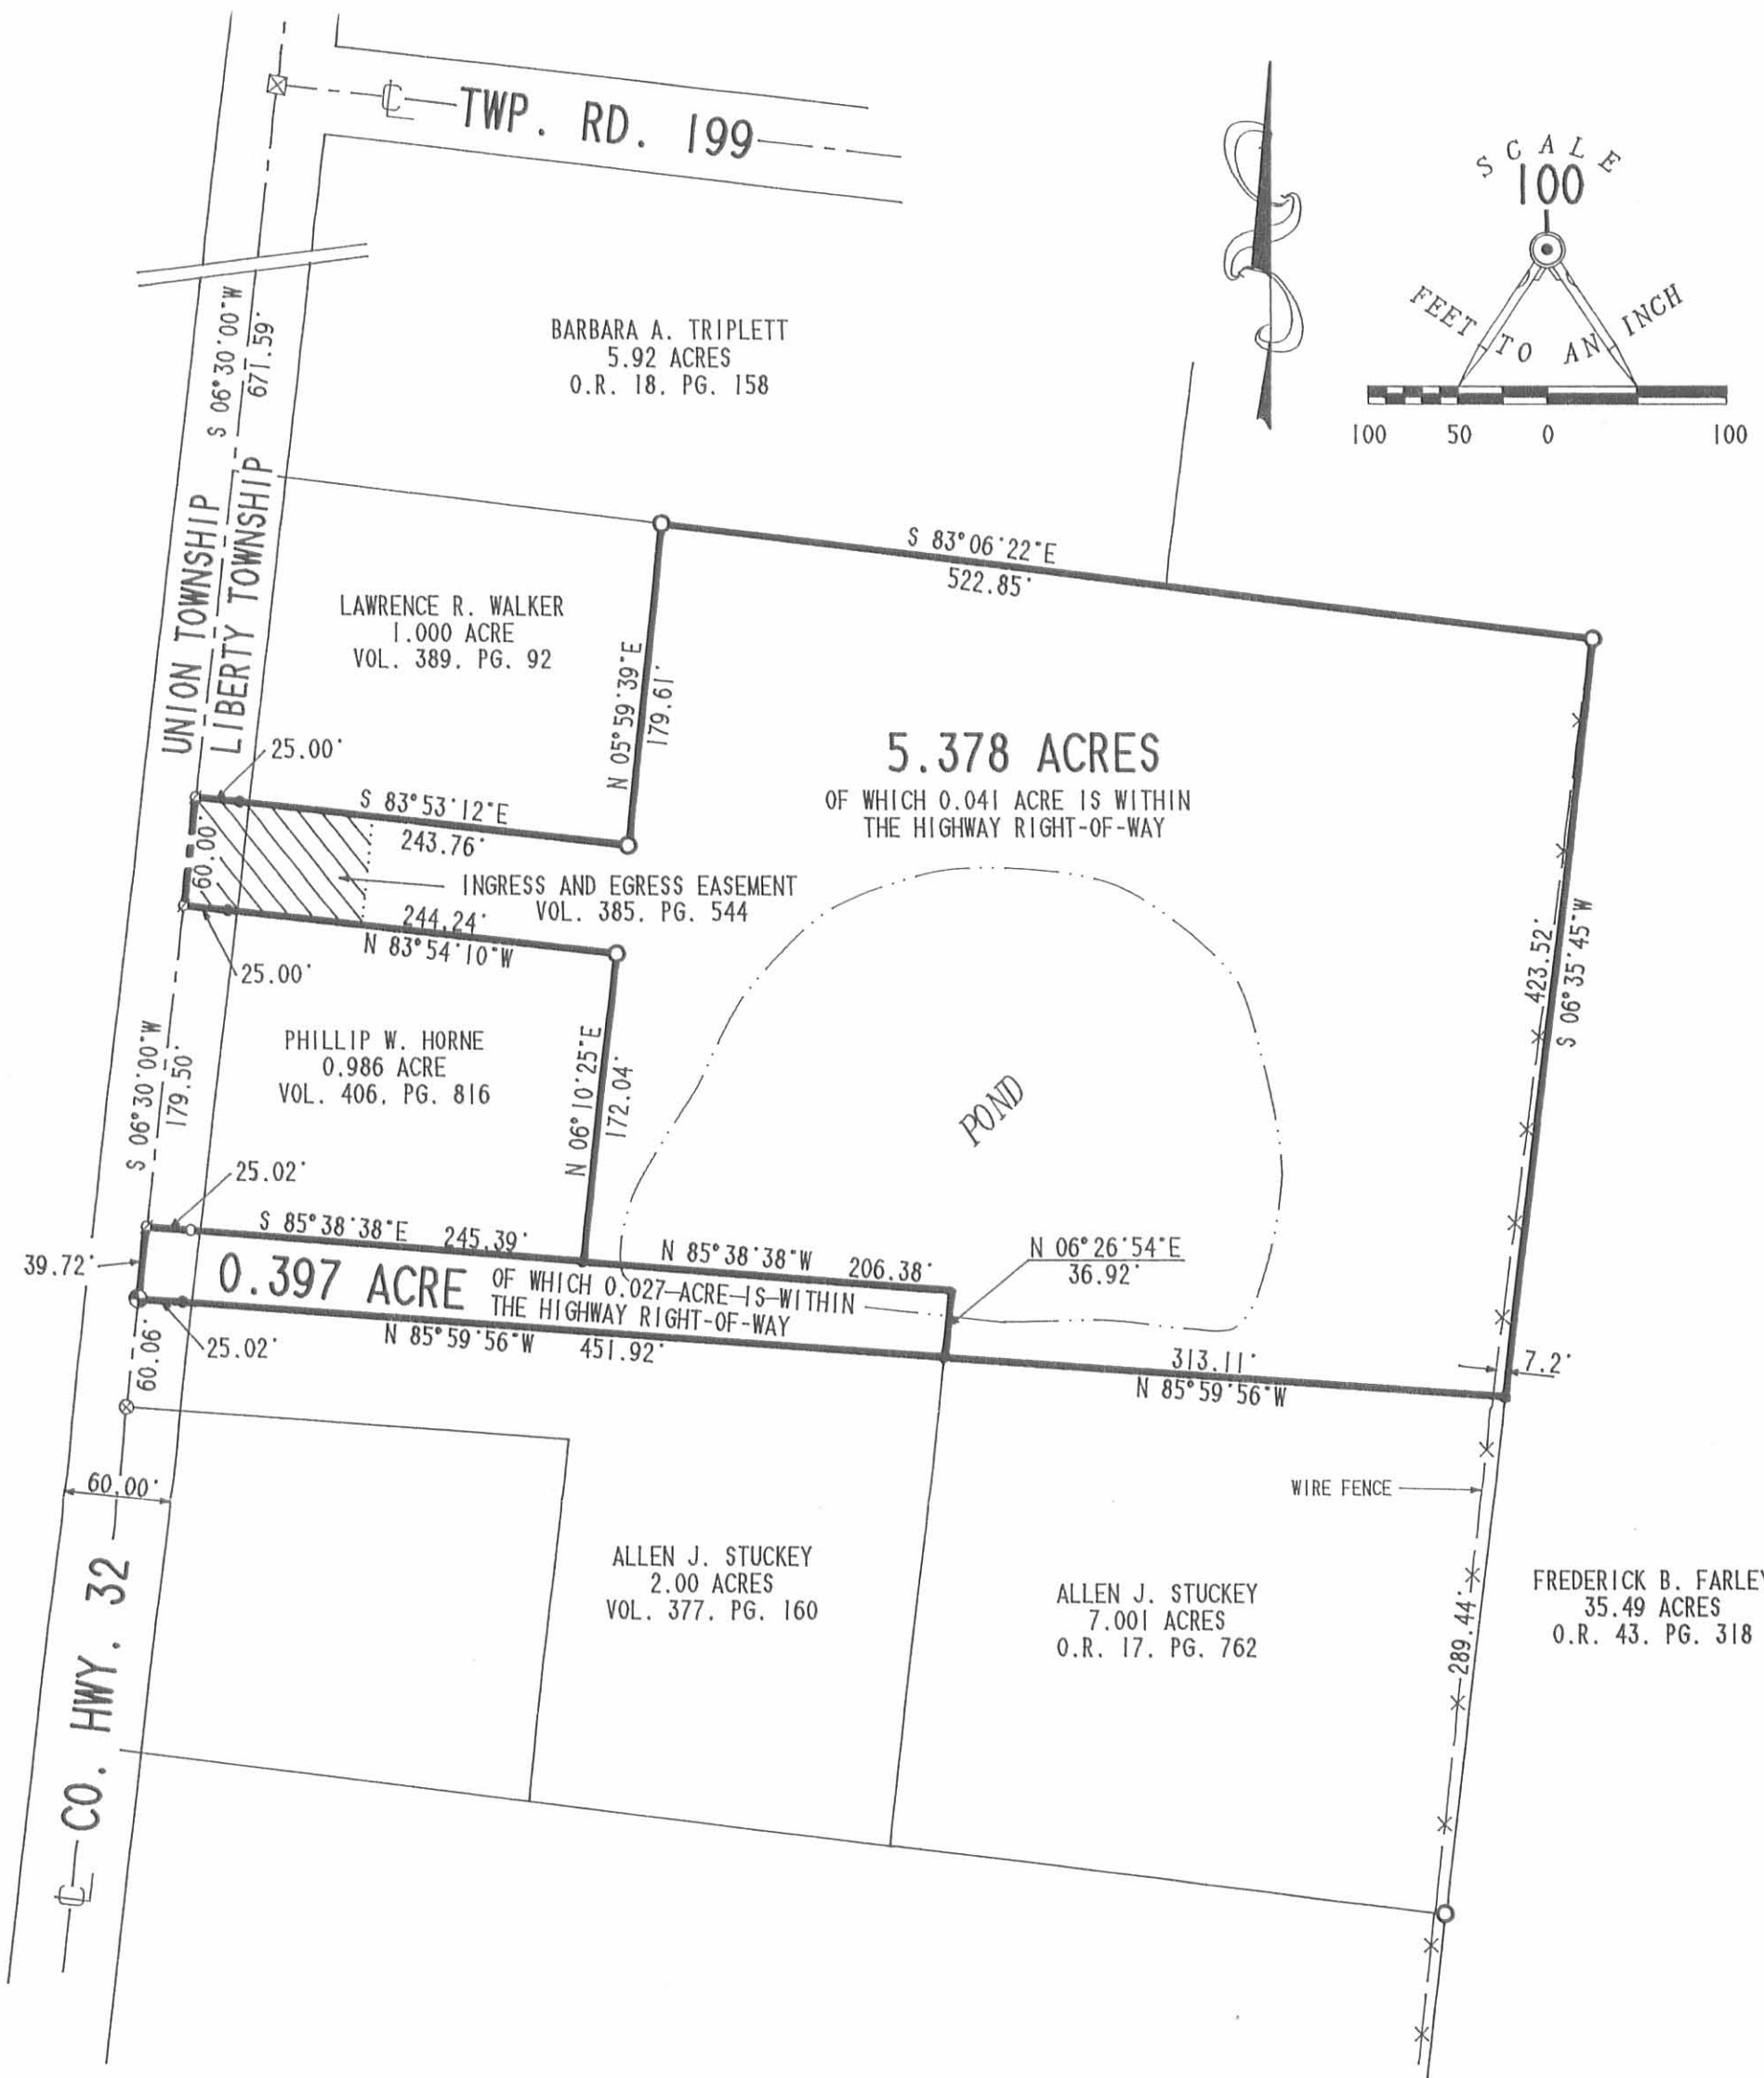 TWP. RD. 199
SCALE
100
FEET TO AN INCH
100 50 0 100
S 06°30'00"W
671.59'
BARBARA A. TRIPLETT
5.92 ACRES
O.R. 18, PG. 158
UNION TOWNSHIP
LIBERTY TOWNSHIP
S 83°06'22"E
522.85'
LAWRENCE R. WALKER
1.000 ACRE
VOL. 389, PG. 92
N 05°59'39"E
179.61'
25.00'
5.378 ACRES
OF WHICH 0.041 ACRE IS WITHIN
THE HIGHWAY RIGHT-OF-WAY
S 83°53'12"E
243.76'
60.00'
INGRESS AND EGRESS EASEMENT
VOL. 385, PG. 544
244.24'
N 83°54'10"W
25.00'
423.52'
S 06°35'45"W
S 06°30'00"W
179.50'
PHILLIP W. HORNE
0.986 ACRE
VOL. 406, PG. 816
N 06°10'25"E
172.04'
POND
25.02'
S 85°38'38"E 245.39'
N 85°38'38"W 206.38'
N 06°26'54"E
36.92'
39.72'
0.397 ACRE
OF WHICH 0.027 ACRE IS WITHIN
THE HIGHWAY RIGHT-OF-WAY
N 85°59'56"W 451.92'
25.02'
60.06'
313.11'
N 85°59'56"W
7.2'
60.00'
WIRE FENCE
CO. HWY. 32
ALLEN J. STUCKEY
2.00 ACRES
VOL. 377, PG. 160
ALLEN J. STUCKEY
7.001 ACRES
O.R. 17, PG. 762
289.44'
FREDERICK B. FARLEY
35.49 ACRES
O.R. 43, PG. 318